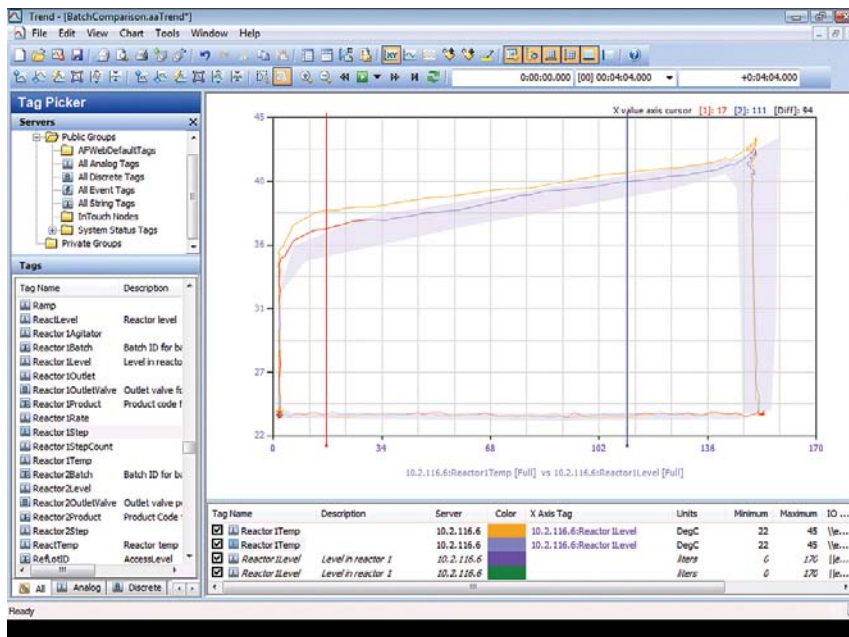 Trend - [BatchComparison.aaTrend*]
File Edit View Chart Tools Window Help
0:00:00.000 [00] 00:04:04.000 +0:04:04.000
Tag Picker
Servers
Public Groups
All Analog Tags
All Discrete Tags
All Event Tags
All String Tags
InTouch Nodes
System Status Tags
Private Groups
Tags
Tag Name Description
Ramp
ReactLevel Reactor level
Reactor1Agitator
Reactor1Batch Batch ID for ba
Reactor1Level Level in reacto
Reactor1Outlet
Reactor1OutletValve Outlet valve fo
Reactor1Product Product code f
Reactor1Rate
Reactor1Step
Reactor1StepCount
Reactor1Temp
Reactor2Batch Batch ID for ba
Reactor2Level
Reactor2OutletValve Outlet valve p
Reactor2Product Product Code
Reactor2Step
ReactTemp Reactor temp
RefLotID AccessLevel
All Analog Discrete
Ready
X value axis cursor [1]: 17 [2]: 111 [Diff]: 94
45
40
36
31
27
22
0 34 68 102 136 170
10.2.116.6:Reactor1Temp [Full] vs 10.2.116.6:Reactor1Level [Full]
Tag Name Description Server Color X Axis Tag Units Minimum Maximum IO ...
Reactor1Temp 10.2.116.6 10.2.116.6:Reactor1Level DegC 22 45 \\e...
Reactor1Temp 10.2.116.6 10.2.116.6:Reactor1Level DegC 22 45 \\e...
Reactor1Level Level in reactor 1 10.2.116.6 liters 0 170 \\e...
Reactor1Level Level in reactor 1 10.2.116.6 liters 0 170 \\e...